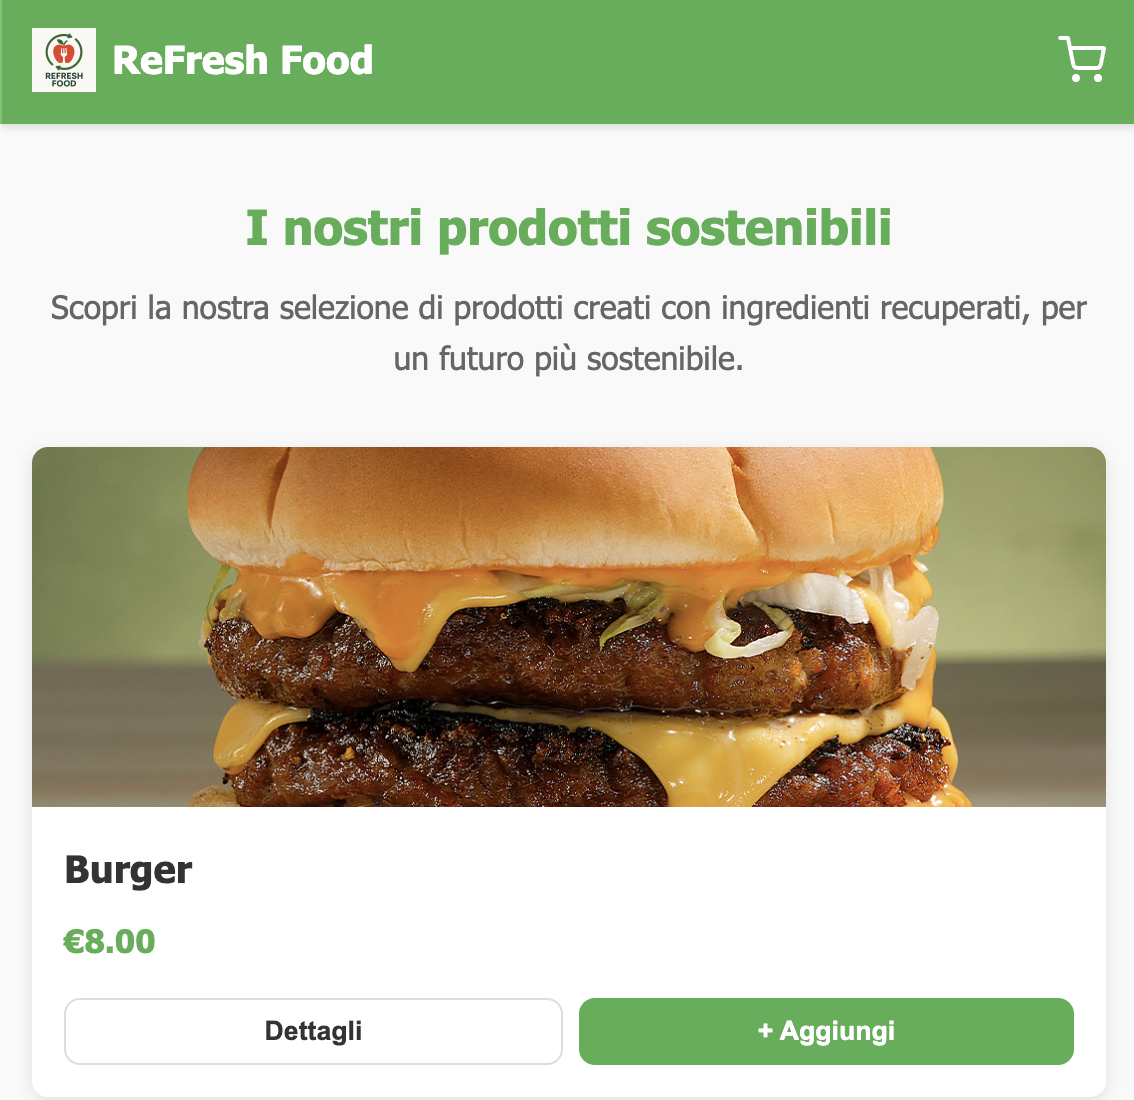 REFRESH
FOOD
ReFresh Food
I nostri prodotti sostenibili
Scopri la nostra selezione di prodotti creati con ingredienti recuperati, per
un futuro più sostenibile.
Burger
€8.00
Dettagli
+ Aggiungi